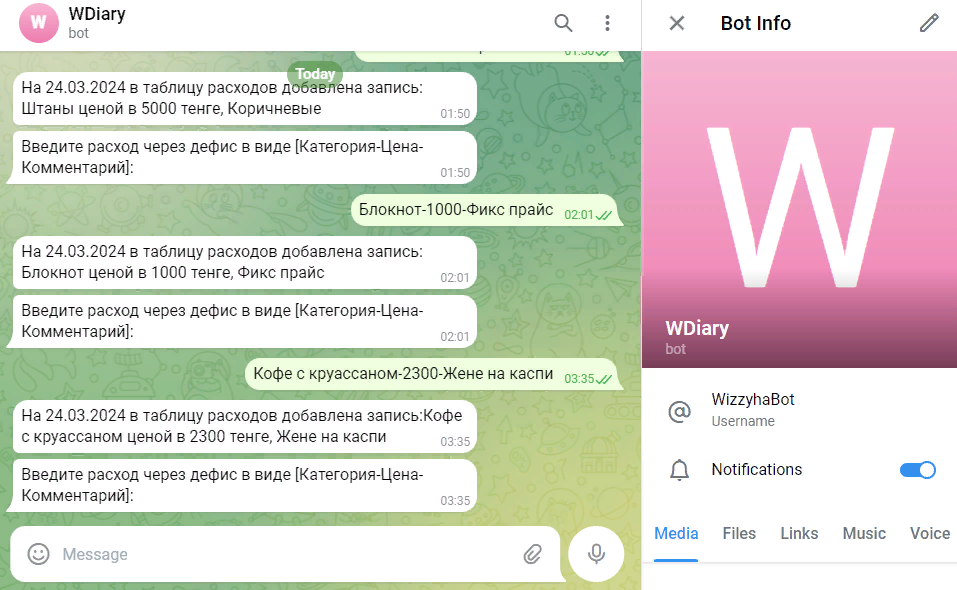 W
WDiary
bot
Today
На 24.03.2024 в таблицу расходов добавлена запись:
Штаны ценой в 5000 тенге, Коричневые
01:50
Введите расход через дефис в виде [Категория-Цена-
Комментарий]:
01:50
Блокнот-1000-Фикс прайс
02:01
На 24.03.2024 в таблицу расходов добавлена запись:
Блокнот ценой в 1000 тенге, Фикс прайс
02:01
Введите расход через дефис в виде [Категория-Цена-
Комментарий]:
02:01
Кофе с круассаном-2300-Жене на каспи
03:35
На 24.03.2024 в таблицу расходов добавлена запись:Кофе
с круассаном ценой в 2300 тенге, Жене на каспи
03:35
Введите расход через дефис в виде [Категория-Цена-
Комментарий]:
03:35
Message
Bot Info
W
WDiary
bot
@
WizzyhaBot
Username
Notifications
Media Files Links Music Voice